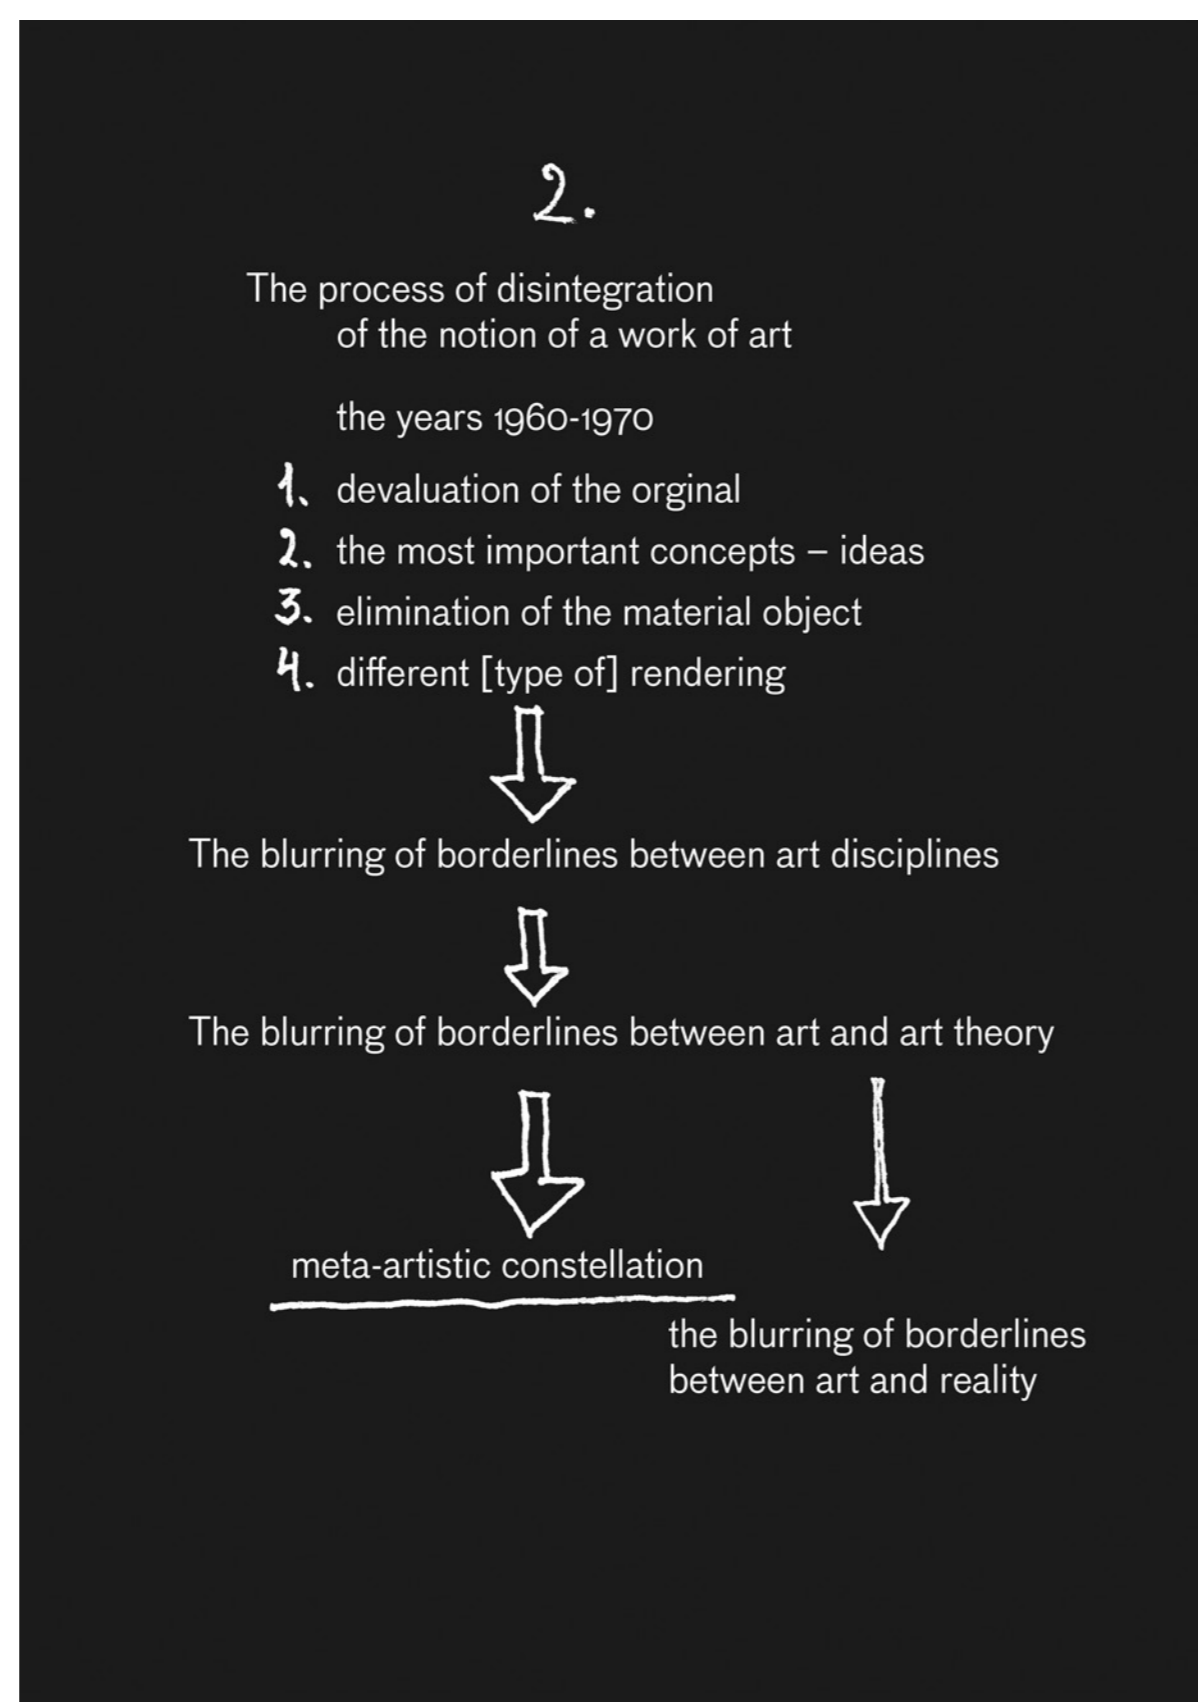 2.
The process of disintegration
of the notion of a work of art
the years 1960-1970
1. devaluation of the orginal
2. the most important concepts – ideas
3. elimination of the material object
4. different [type of] rendering
The blurring of borderlines between art disciplines
The blurring of borderlines between art and art theory
meta-artistic constellation
the blurring of borderlines
between art and reality